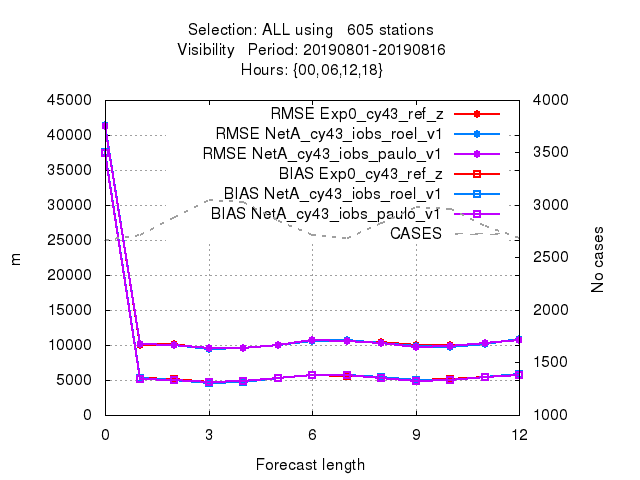 Selection: ALL using   605 stations
Visibility   Period: 20190801-20190816
Hours: {00,06,12,18}
45000
40000
35000
30000
25000
20000
15000
10000
5000
0
m
4000
3500
3000
2500
2000
1500
1000
No cases
RMSE Exp0_cy43_ref_z
RMSE NetA_cy43_iobs_roel_v1
RMSE NetA_cy43_iobs_paulo_v1
BIAS Exp0_cy43_ref_z
BIAS NetA_cy43_iobs_roel_v1
BIAS NetA_cy43_iobs_paulo_v1
CASES
0 3 6 9 12
Forecast length